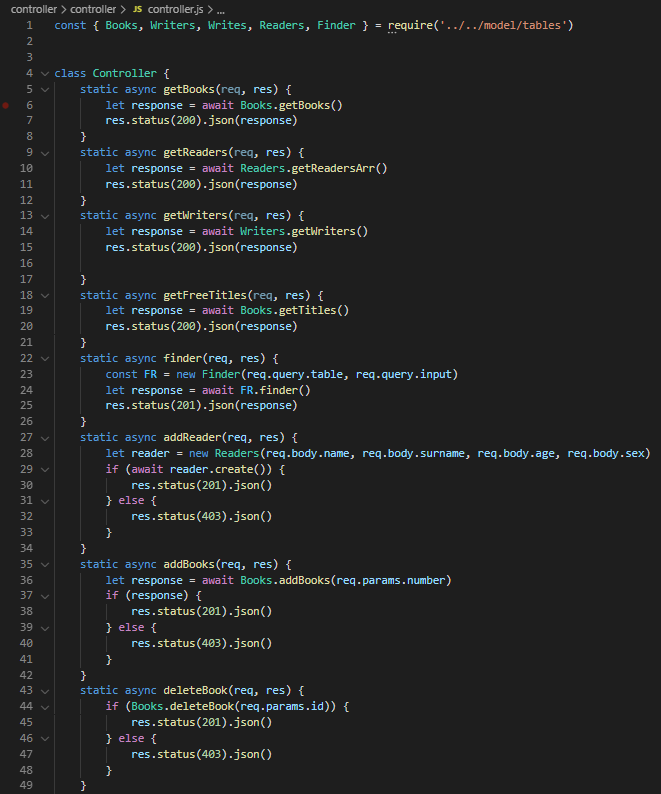 controller > controller > JS controller.js > ...
1 const { Books, Writers, Writes, Readers, Finder } = require('../../model/tables')
2
3
4 class Controller {
5     static async getBooks(req, res) {
6         let response = await Books.getBooks()
7         res.status(200).json(response)
8     }
9     static async getReaders(req, res) {
10         let response = await Readers.getReadersArr()
11         res.status(200).json(response)
12     }
13     static async getWriters(req, res) {
14         let response = await Writers.getWriters()
15         res.status(200).json(response)
16
17     }
18     static async getFreeTitles(req, res) {
19         let response = await Books.getTitles()
20         res.status(200).json(response)
21     }
22     static async finder(req, res) {
23         const FR = new Finder(req.query.table, req.query.input)
24         let response = await FR.finder()
25         res.status(201).json(response)
26     }
27     static async addReader(req, res) {
28         let reader = new Readers(req.body.name, req.body.surname, req.body.age, req.body.sex)
29         if (await reader.create()) {
30             res.status(201).json()
31         } else {
32             res.status(403).json()
33         }
34     }
35     static async addBooks(req, res) {
36         let response = await Books.addBooks(req.params.number)
37         if (response) {
38             res.status(201).json()
39         } else {
40             res.status(403).json()
41         }
42     }
43     static async deleteBook(req, res) {
44         if (Books.deleteBook(req.params.id)) {
45             res.status(201).json()
46         } else {
47             res.status(403).json()
48         }
49     }